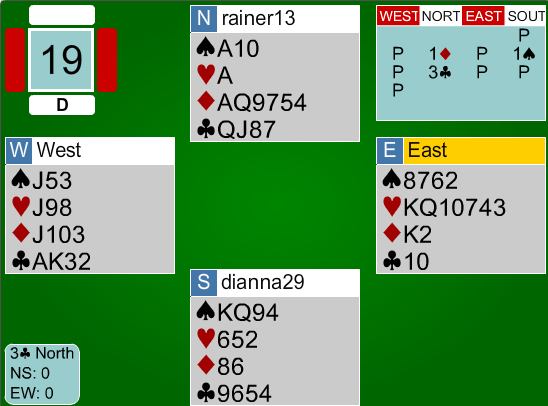 N rainer13
♠A10
♥A
♦AQ9754
♣QJ87
19
D
WEST NORT EAST SOUT
P
P 1♦ P 1♠
P 3♣ P P
P
W West
♠J53
♥J98
♦J103
♣AK32
E East
♠8762
♥KQ10743
♦K2
♣10
S dianna29
♠KQ94
♥652
♦86
♣9654
3♣ North
NS: 0
EW: 0